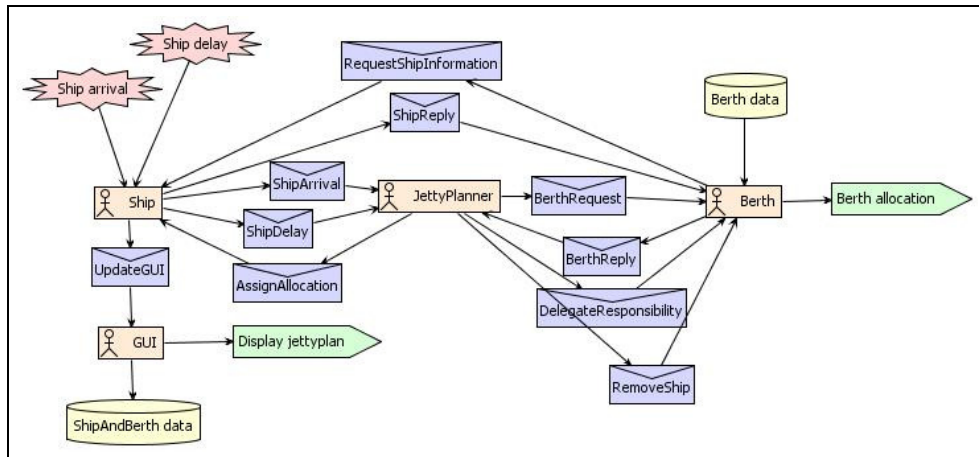 Ship delay
RequestShipInformation
Ship arrival
Berth data
ShipReply
ShipArrival
Ship
JettyPlanner
BerthRequest
Berth
Berth allocation
ShipDelay
BerthReply
UpdateGUI
AssignAllocation
DelegateResponsibility
GUI
Display jettyplan
RemoveShip
ShipAndBerth data